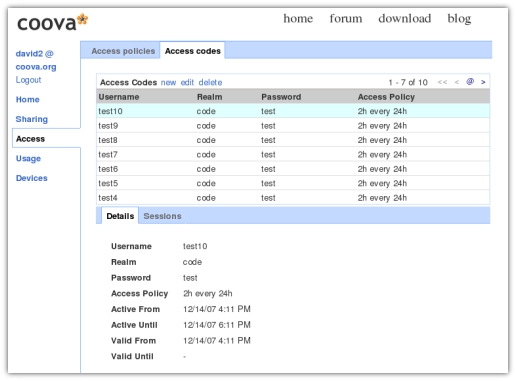 coova
home forum download blog
david2 @
coova.org
Logout
Home
Sharing
Access
Usage
Devices
Access policies Access codes
Access Codes new edit delete 1 - 7 of 10 << < @ >
Username Realm Password Access Policy
test10 code test 2h every 24h
test9 code test 2h every 24h
test8 code test 2h every 24h
test7 code test 2h every 24h
test6 code test 2h every 24h
test5 code test 2h every 24h
test4 code test 2h every 24h
Details Sessions
Username test10
Realm code
Password test
Access Policy 2h every 24h
Active From 12/14/07 4:11 PM
Active Until 12/14/07 6:11 PM
Valid From 12/14/07 4:11 PM
Valid Until -